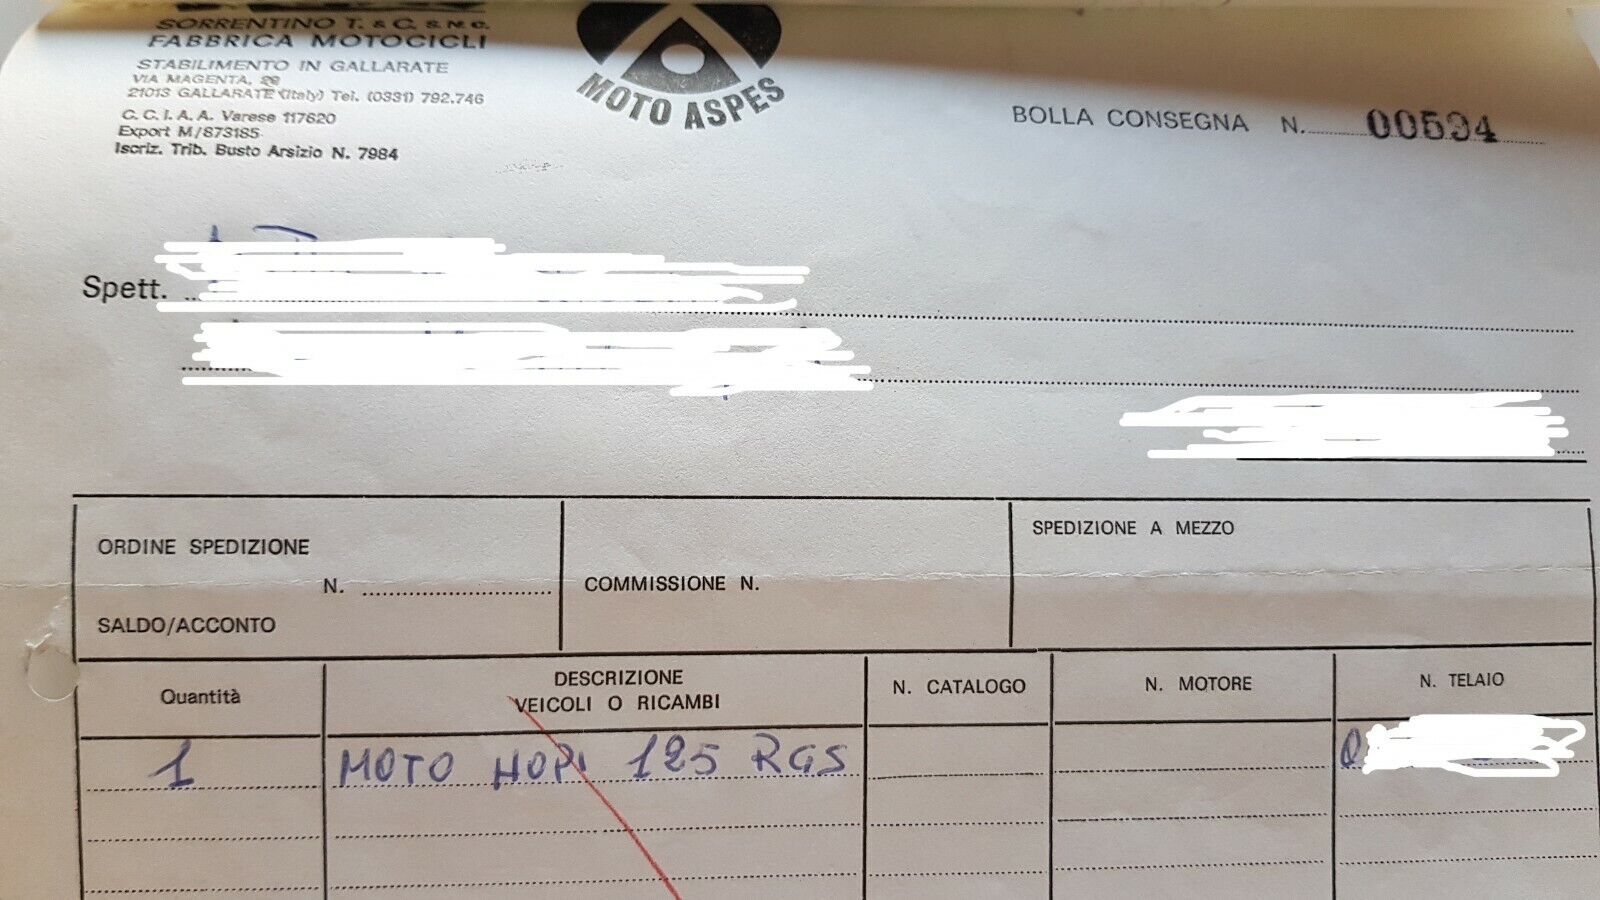 SORRENTINO T. & C. S.N.C.
FABBRICA MOTOCICLI
STABILIMENTO IN GALLARATE
VIA MAGENTA, 29
21013 GALLARATE (Italy) Tel. (0331) 792.746
C. C. I. A. A. Varese 117620
Export M/873185
Iscriz. Trib. Busto Arsizio N. 7984
MOTO ASPES
BOLLA CONSEGNA N. 00594
Spett.
ORDINE SPEDIZIONE
N.
SALDO/ACCONTO
COMMISSIONE N.
SPEDIZIONE A MEZZO
Quantità
DESCRIZIONE
VEICOLI O RICAMBI
N. CATALOGO
N. MOTORE
N. TELAIO
1 MOTO HOPI 125 RGS